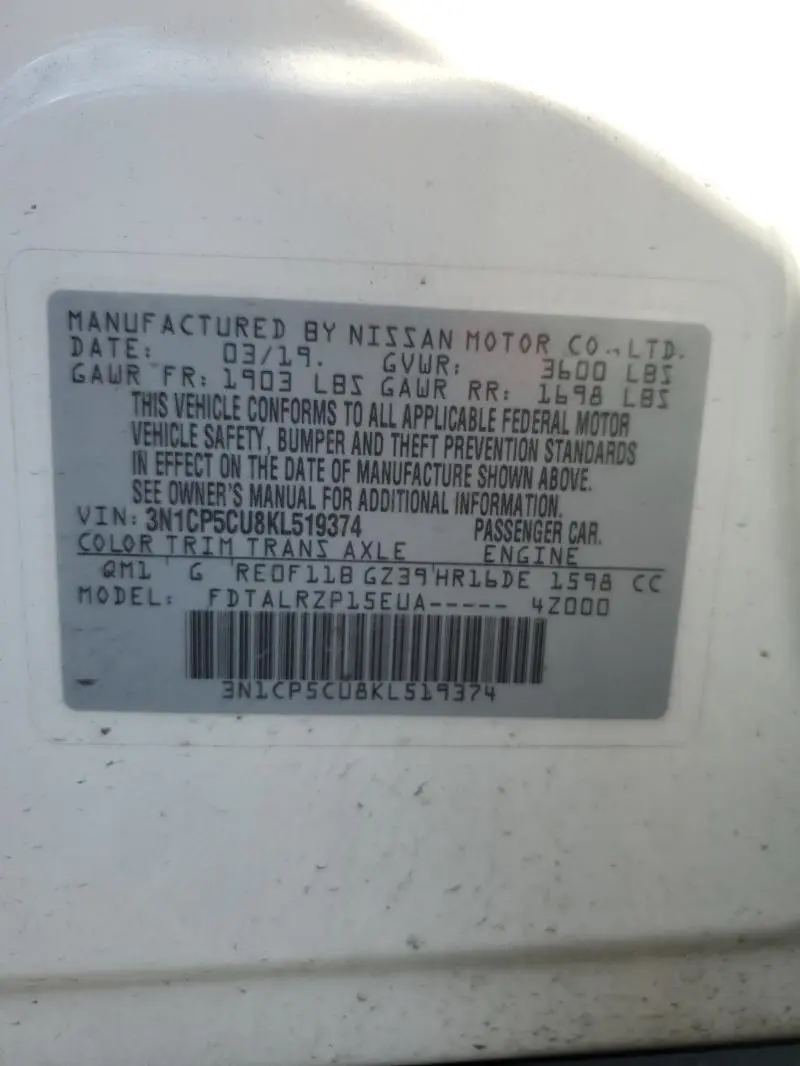 MANUFACTURED BY NISSAN MOTOR CO., LTD.
DATE: 03/19. GVWR: 3600 LBS
GAWR FR: 1903 LBS GAWR RR: 1698 LBS
THIS VEHICLE CONFORMS TO ALL APPLICABLE FEDERAL MOTOR
VEHICLE SAFETY, BUMPER AND THEFT PREVENTION STANDARDS
IN EFFECT ON THE DATE OF MANUFACTURE SHOWN ABOVE.
SEE OWNER'S MANUAL FOR ADDITIONAL INFORMATION.
VIN: 3N1CP5CU8KL519374 PASSENGER CAR.
COLOR TRIM TRANS AXLE ENGINE
QM1 G RE0F11B GZ39 HR16DE 1598 CC
MODEL: FDTALRZP15EUA----- 4Z000
3N1CP5CU8KL519374